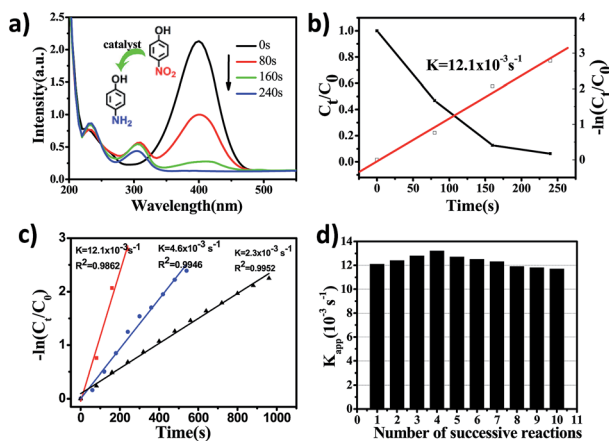 a)
catalyst
OH
NO₂
OH
NH₂
0s
80s
160s
240s
Intensity(a.u.)
2.5
2.0
1.5
1.0
0.5
0.0
200
300
400
500
Wavelength(nm)
b)
K=12.1x10⁻³ s⁻¹
Cₜ/C₀
1.0
0.8
0.6
0.4
0.2
0.0
4
3
2
1
0
-ln(Cₜ/C₀)
0
50
100
150
200
250
Time(s)
c)
K=12.1x10⁻³s⁻¹
R²=0.9862
K=4.6x10⁻³ s⁻¹
R²=0.9946
K=2.3x10⁻³ s⁻¹
R²=0.9952
-ln(Cₜ/C₀)
3
2
1
0
0
200
400
600
800
1000
Time(s)
d)
Kapp(10⁻³ s⁻¹)
16
14
12
10
8
6
4
2
0
0 1 2 3 4 5 6 7 8 9 10 11
Number of successive reactions